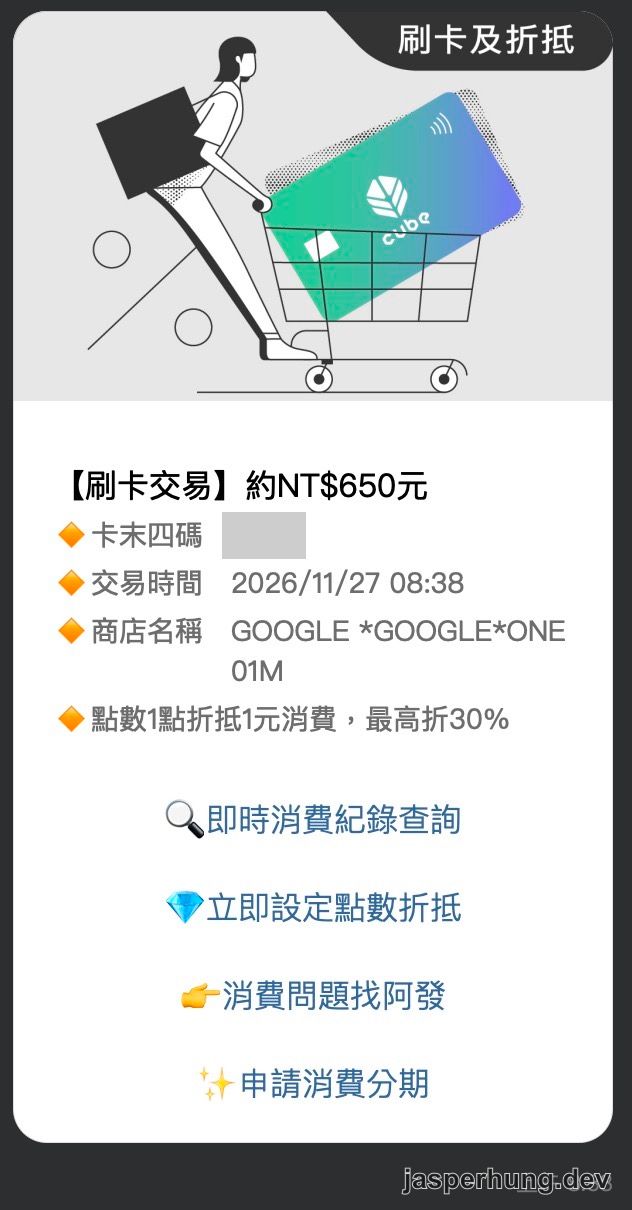 刷卡及折抵
cube
【刷卡交易】約NT$650元
卡末四碼
交易時間 2026/11/27 08:38
商店名稱 GOOGLE *GOOGLE*ONE
01M
點數1點折抵1元消費，最高折30%
即時消費紀錄查詢
立即設定點數折抵
消費問題找阿發
申請消費分期
jasperhung.dev